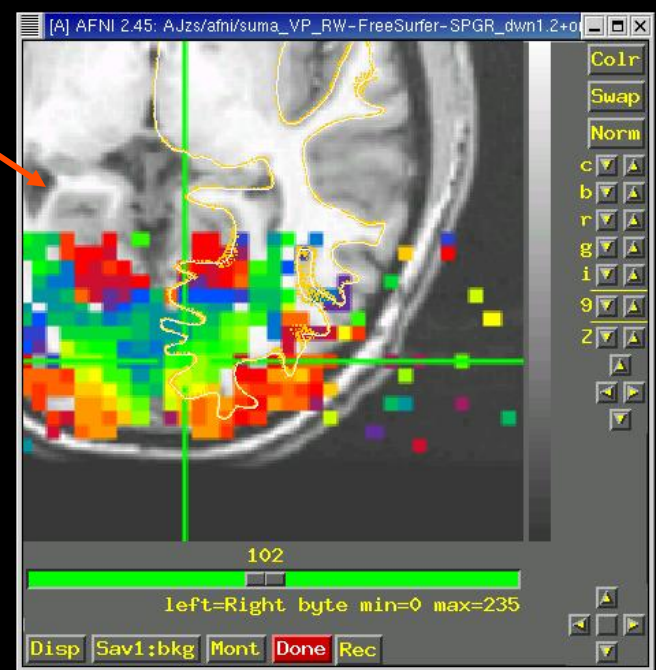 [A] AFNI 2.45: AJzs/afni/suma_VP_RW-FreeSurfer-SPGR_dwn1.2+o
Colr
Swap
Norm
c
b
r
g
i
9
Z
102
left=Right byte min=0 max=235
Disp Sav1:bkg Mont Done Rec